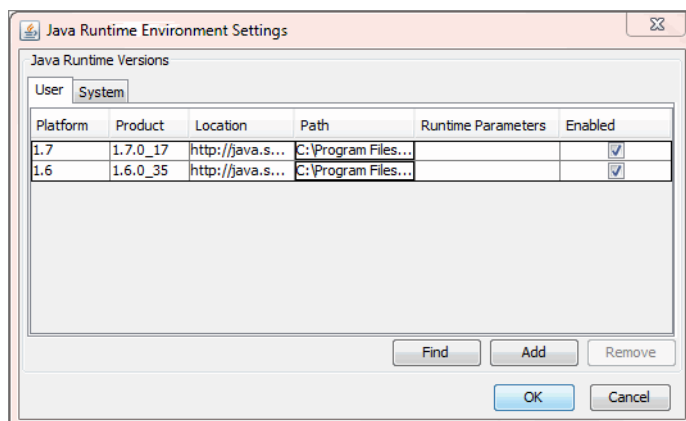 Java Runtime Environment Settings
Java Runtime Versions
User System
Platform Product Location Path Runtime Parameters Enabled
1.7 1.7.0_17 http://java.s... C:\Program Files...
1.6 1.6.0_35 http://java.s... C:\Program Files...
Find Add Remove
OK Cancel